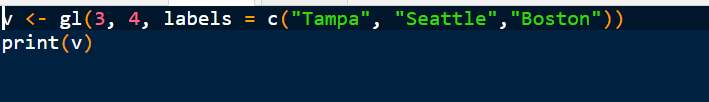 v <- gl(3, 4, labels = c("Tampa", "Seattle","Boston"))
print(v)